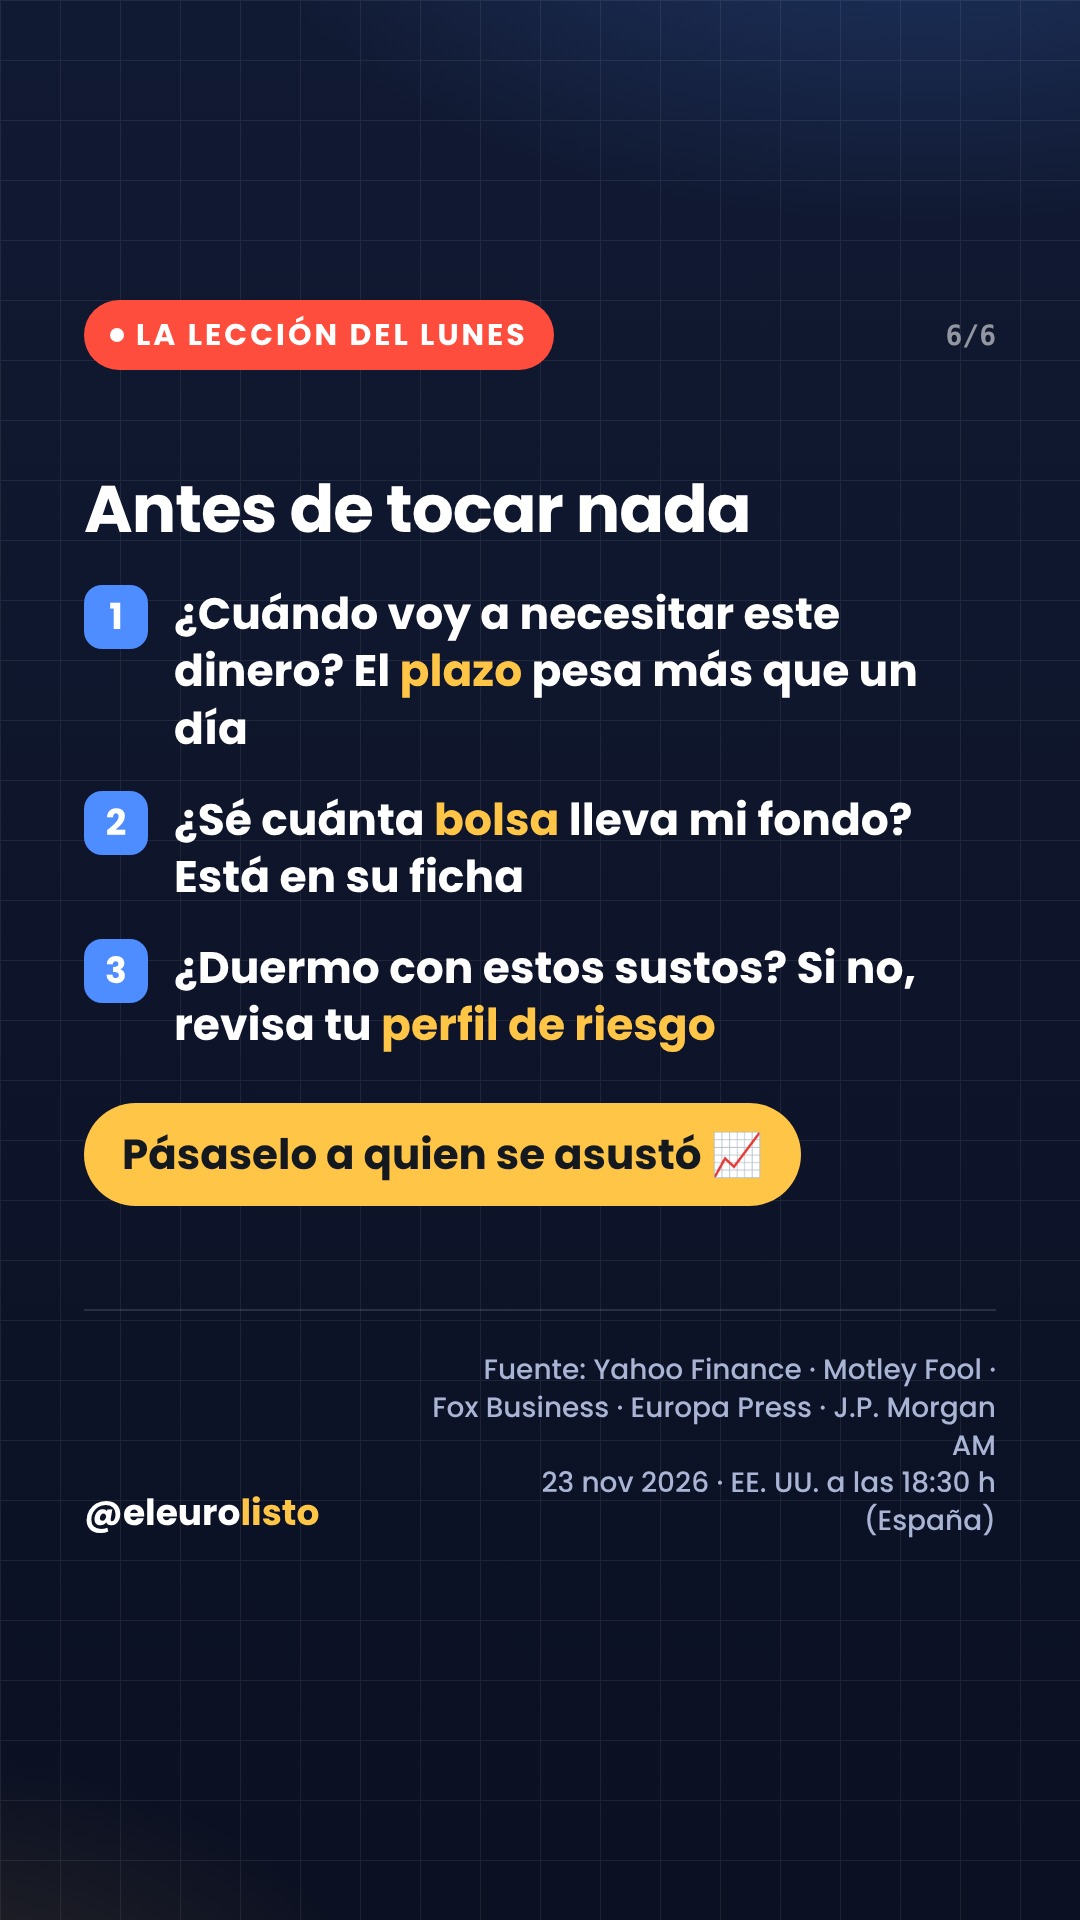 LA LECCIÓN DEL LUNES
6/6
Antes de tocar nada
1 ¿Cuándo voy a necesitar este
dinero? El plazo pesa más que un
día
2 ¿Sé cuánta bolsa lleva mi fondo?
Está en su ficha
3 ¿Duermo con estos sustos? Si no,
revisa tu perfil de riesgo
Pásaselo a quien se asustó 📈
Fuente: Yahoo Finance · Motley Fool ·
Fox Business · Europa Press · J.P. Morgan
AM
23 nov 2026 · EE. UU. a las 18:30 h
(España)
@eleurolisto